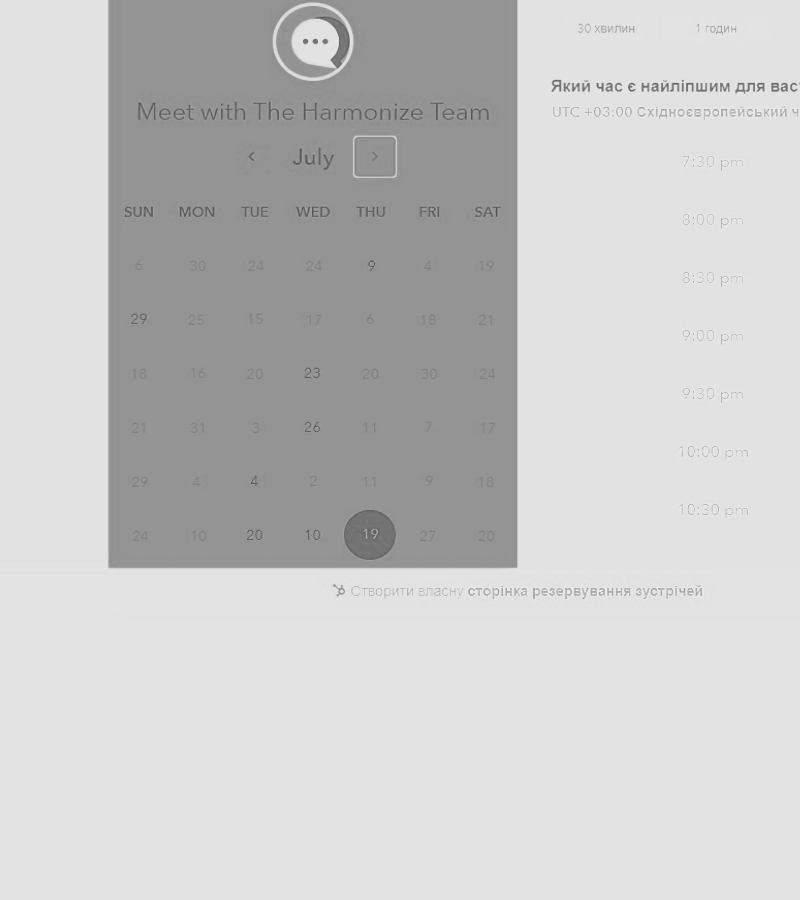 30 хвилин 1 годин
Meet with The Harmonize Team
Який час є найліпшим для вас
UTC +03:00 Східноєвропейський ч
July
7:30 pm
SUN MON TUE WED THU FRI SAT
8:00 pm
6 30 24 24 9 4 19
8:30 pm
29 25 15 17 6 18 21
9:00 pm
18 16 20 23 20 30 24
9:30 pm
21 31 3 26 11 7 17
10:00 pm
29 4 4 2 11 9 18
10:30 pm
24 10 20 10 19 27 20
Створити власну сторінка резервування зустрічей